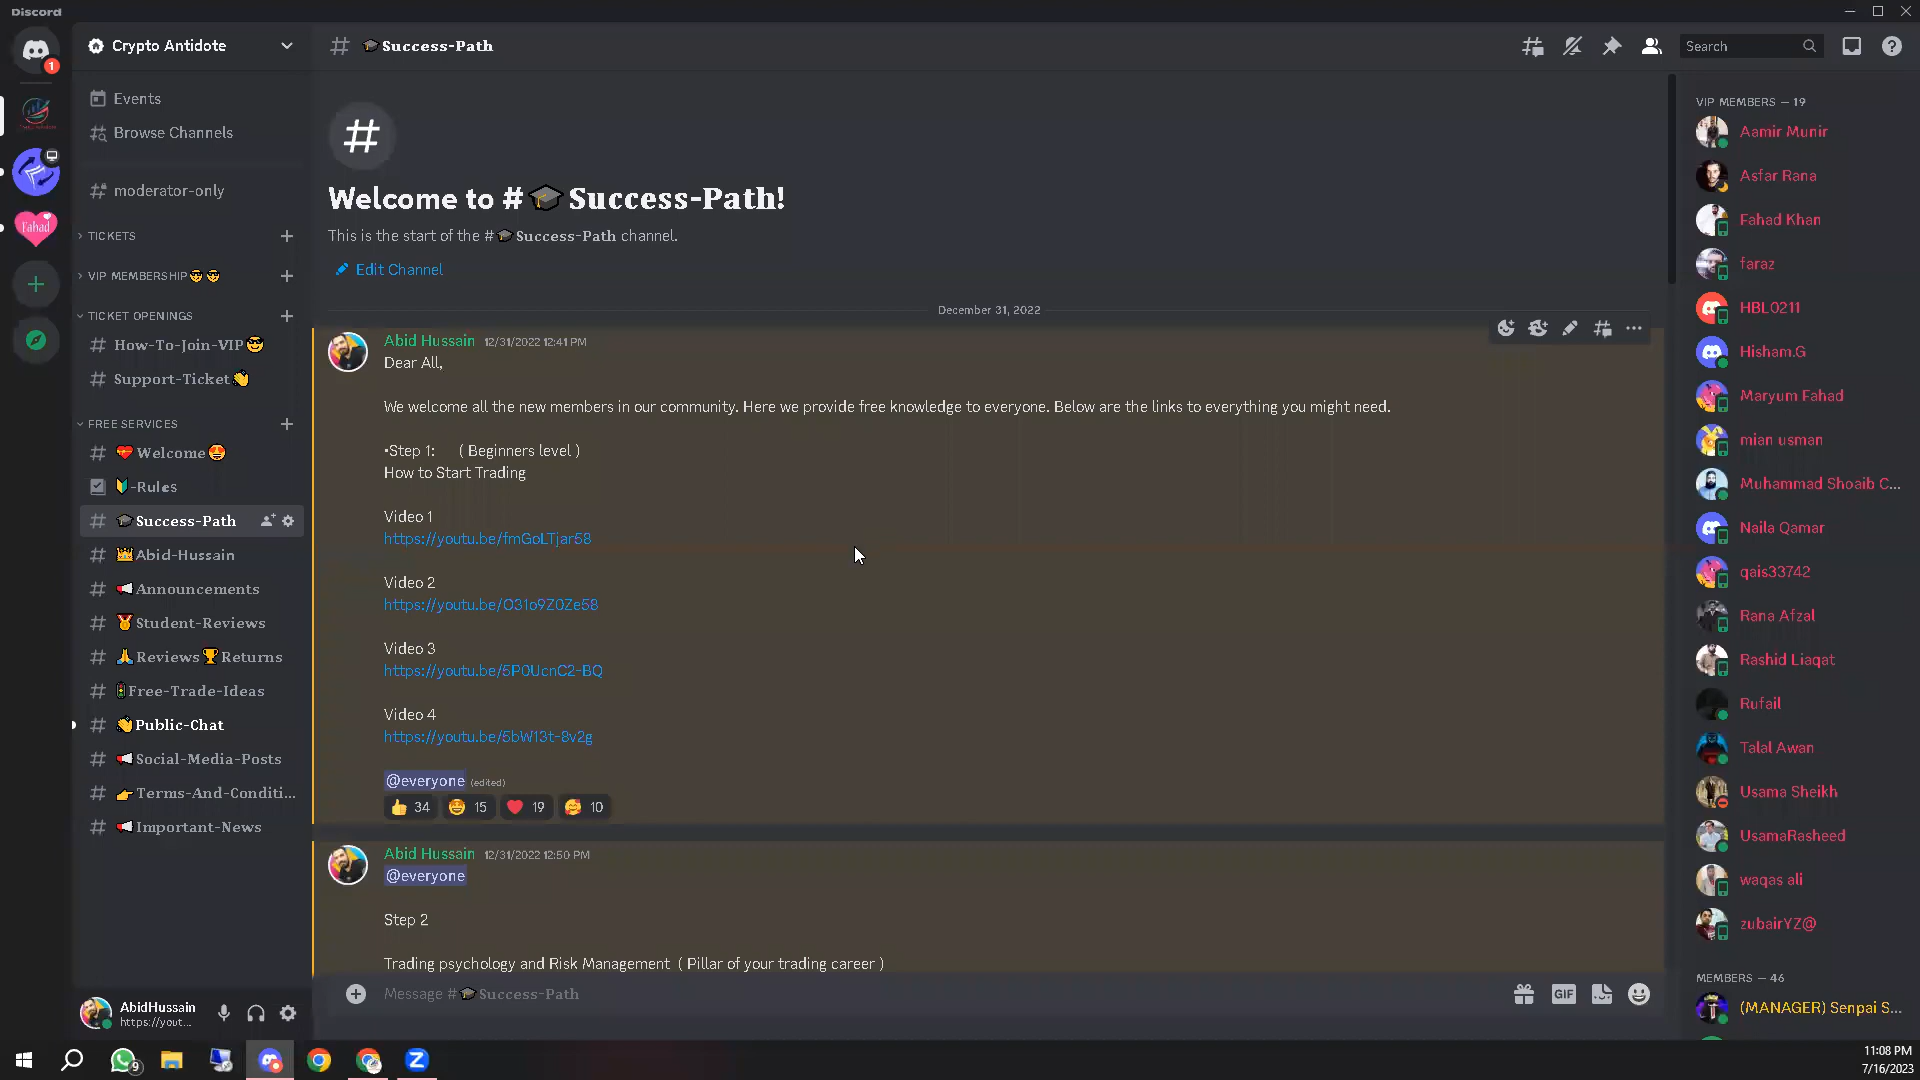 Discord
1
Crypto Antidote
Events
Browse Channels
moderator-only
TICKETS
VIP MEMBERSHIP😎😎
TICKET OPENINGS
How-To-Join-VIP😎
Support-Ticket👋
FREE SERVICES
💝Welcome😍
🔰-Rules
🎓Success-Path
👑Abid-Hussain
📢Announcements
🏅Student-Reviews
🙏Reviews🏆Returns
🚦Free-Trade-Ideas
👋Public-Chat
📢Social-Media-Posts
👉Terms-And-Conditi...
📢Important-News
AbidHussain
https://yout...
Fahad
# 🎓Success-Path
Search
Welcome to #🎓Success-Path!
This is the start of the #🎓Success-Path channel.
Edit Channel
December 31, 2022
Abid Hussain 12/31/2022 12:41 PM
Dear All,
We welcome all the new members in our community. Here we provide free knowledge to everyone. Below are the links to everything you might need.
•Step 1: ( Beginners level )
How to Start Trading
Video 1
https://youtu.be/fmGoLTjar58
Video 2
https://youtu.be/O31o9Z0Ze58
Video 3
https://youtu.be/5P0UcnC2-BQ
Video 4
https://youtu.be/5bW13t-8v2g
@everyone (edited)
👍 34 🤩 15 ❤️ 19 🥰 10
Abid Hussain 12/31/2022 12:50 PM
@everyone
Step 2
Trading psychology and Risk Management ( Pillar of your trading career )
Message #🎓Success-Path
GIF
VIP MEMBERS — 19
Aamir Munir
Asfar Rana
Fahad Khan
faraz
HBL0211
Hisham.G
Maryum Fahad
mian usman
Muhammad Shoaib C...
Naila Qamar
qais33742
Rana Afzal
Rashid Liaqat
Rufail
Talal Awan
Usama Sheikh
UsamaRasheed
waqas ali
zubairYZ@
MEMBERS — 46
(MANAGER) Senpai S...
9
Z
11:08 PM
7/16/2023